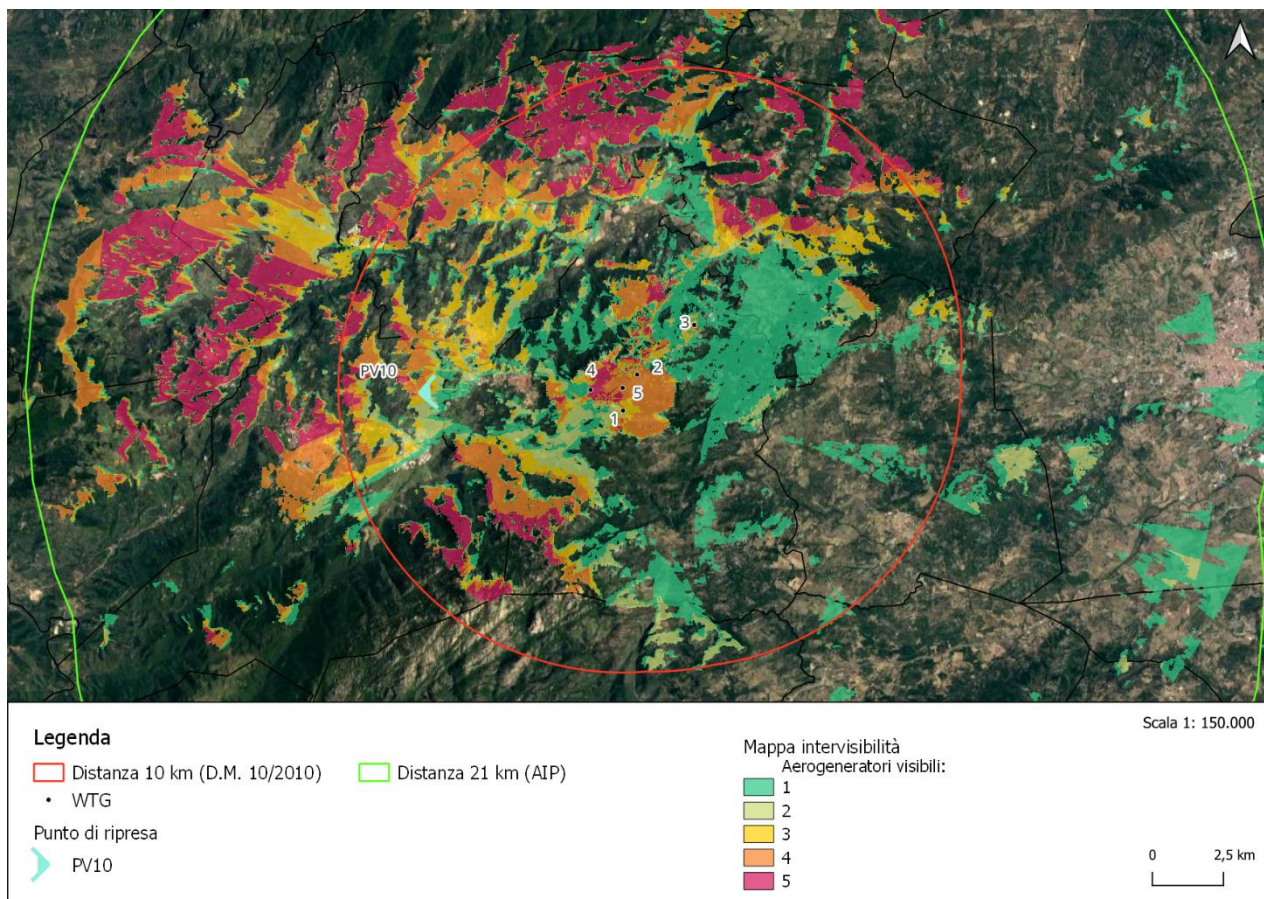 3
PV10
4
2
5
1
Scala 1: 150.000
Legenda
Distanza 10 km (D.M. 10/2010)
Distanza 21 km (AIP)
WTG
Punto di ripresa
PV10
Mappa intervisibilità
Aerogeneratori visibili:
1
2
3
4
5
0 2,5 km